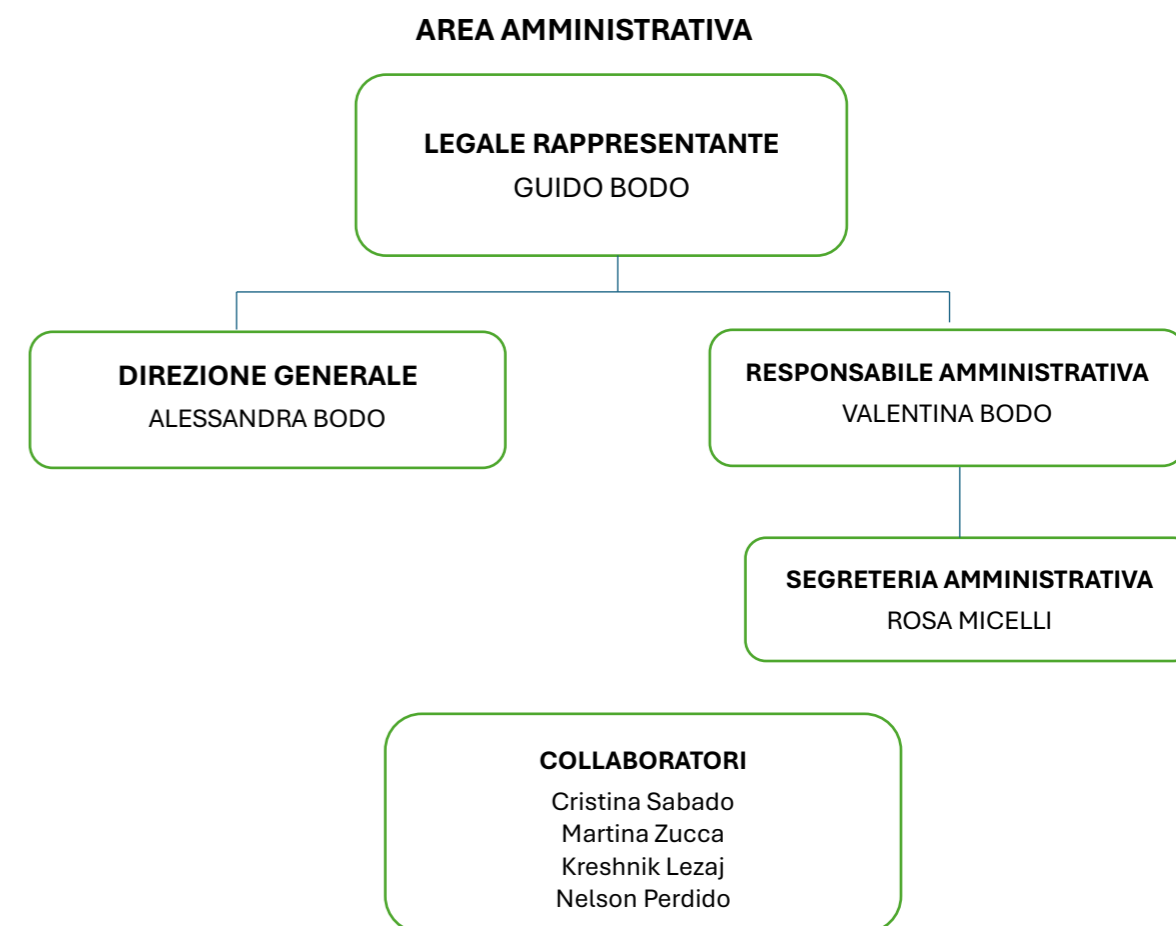 AREA AMMINISTRATIVA
LEGALE RAPPRESENTANTE
GUIDO BODO
DIREZIONE GENERALE
ALESSANDRA BODO
RESPONSABILE AMMINISTRATIVA
VALENTINA BODO
SEGRETERIA AMMINISTRATIVA
ROSA MICELLI
COLLABORATORI
Cristina Sabado
Martina Zucca
Kreshnik Lezaj
Nelson Perdido